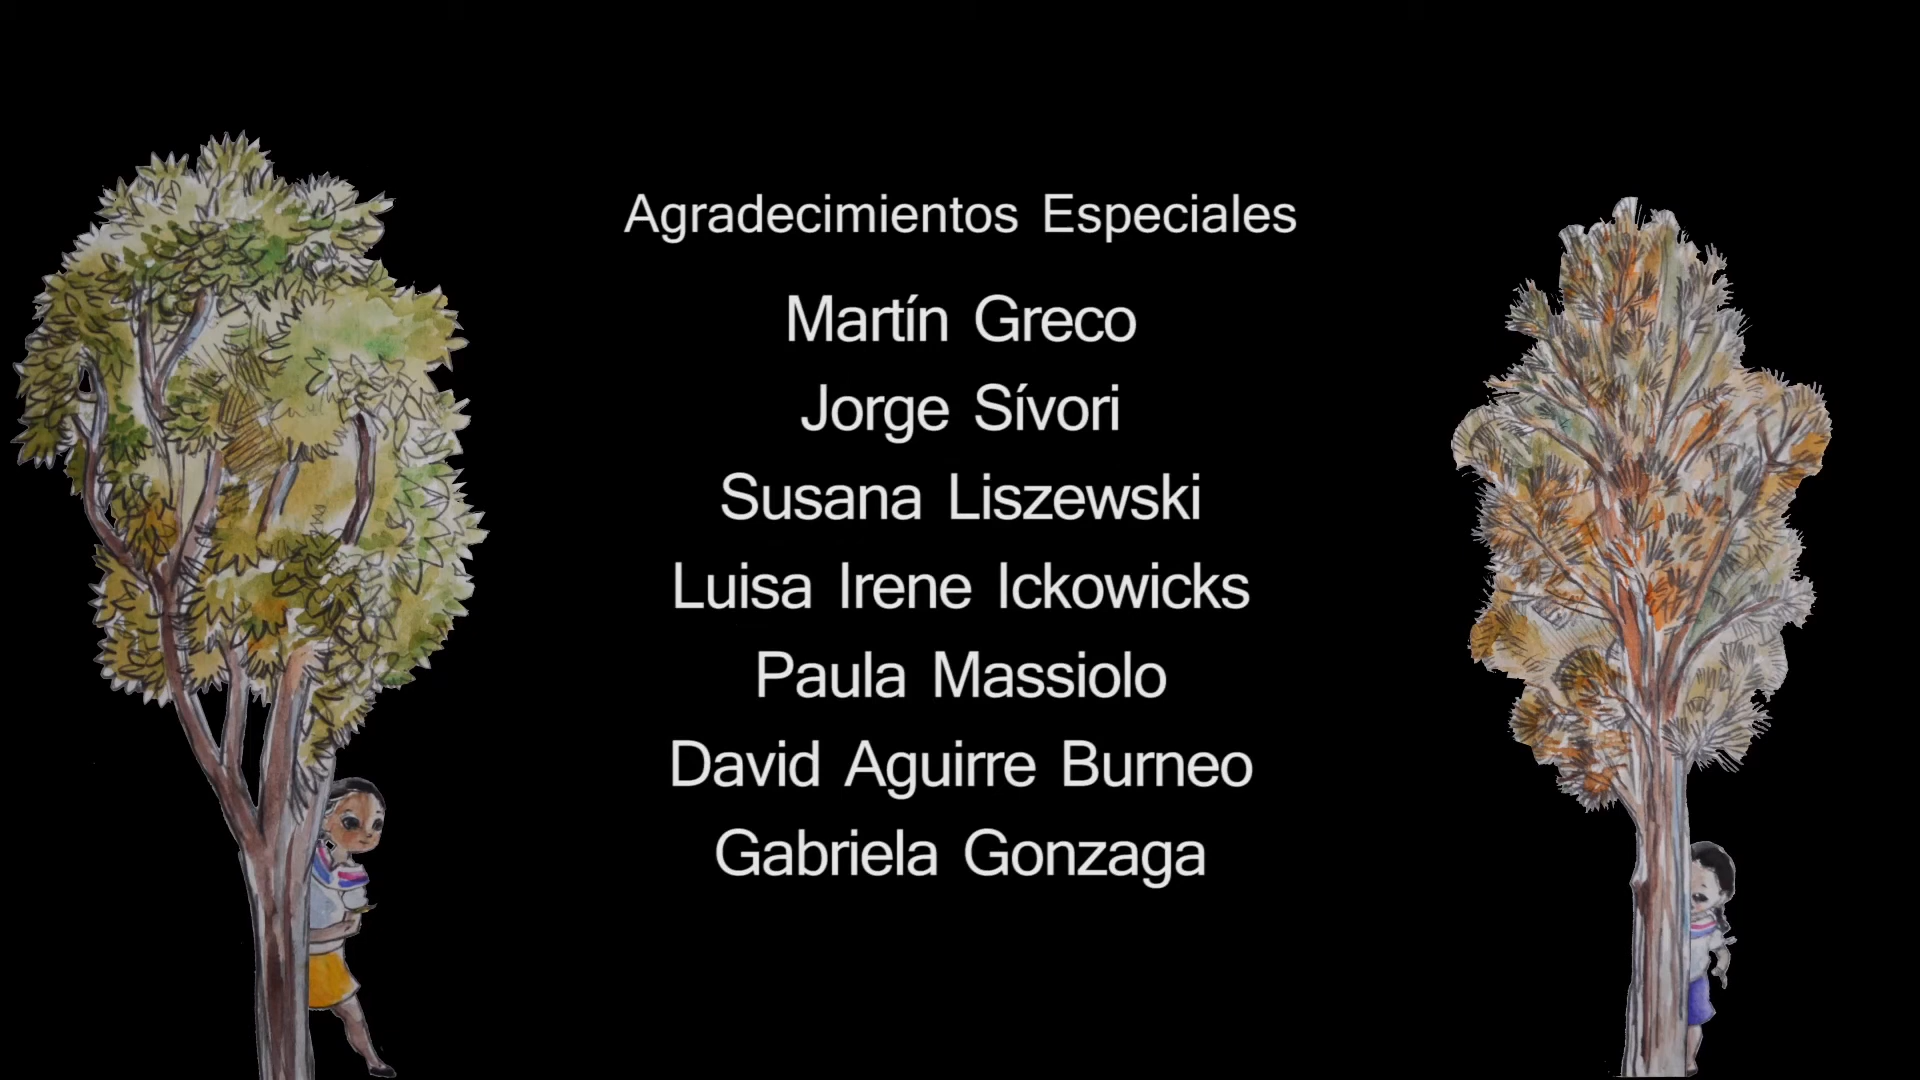 Agradecimientos Especiales
Martín Greco
Jorge Sívori
Susana Liszewski
Luisa Irene Ickowicks
Paula Massiolo
David Aguirre Burneo
Gabriela Gonzaga